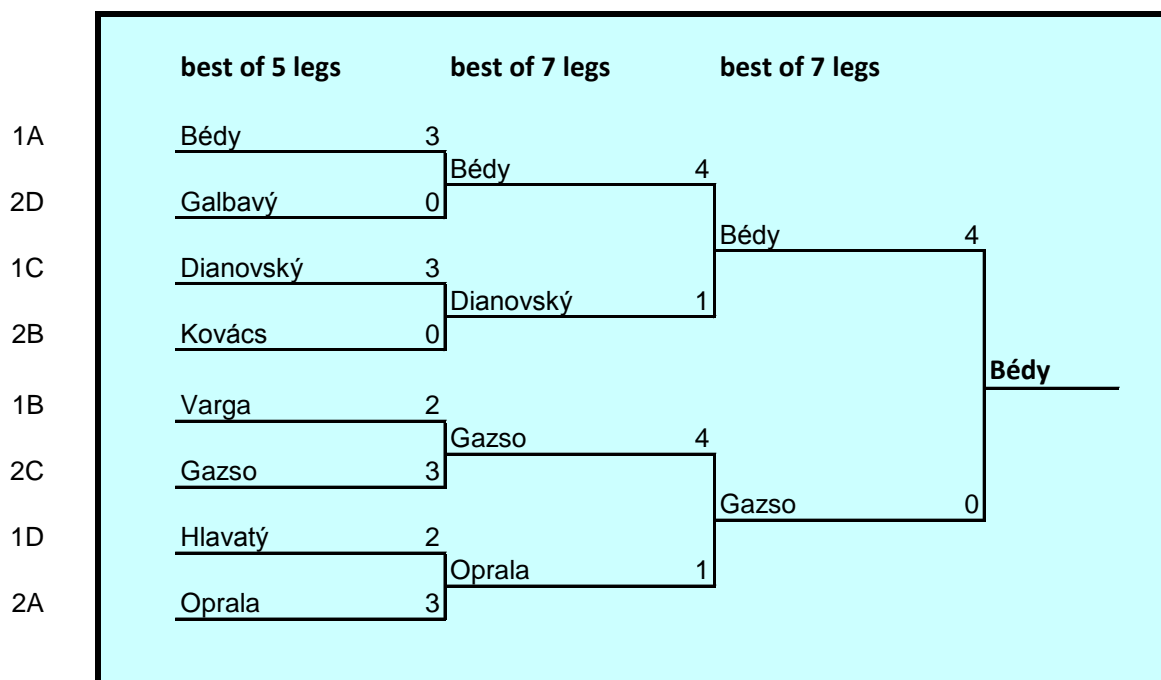 best of 5 legs best of 7 legs best of 7 legs
1A Bédy 3
Bédy 4
2D Galbavý 0
Bédy 4
1C Dianovský 3
Dianovský 1
2B Kovács 0
Bédy
1B Varga 2
Gazso 4
2C Gazso 3
Gazso 0
1D Hlavatý 2
Oprala 1
2A Oprala 3